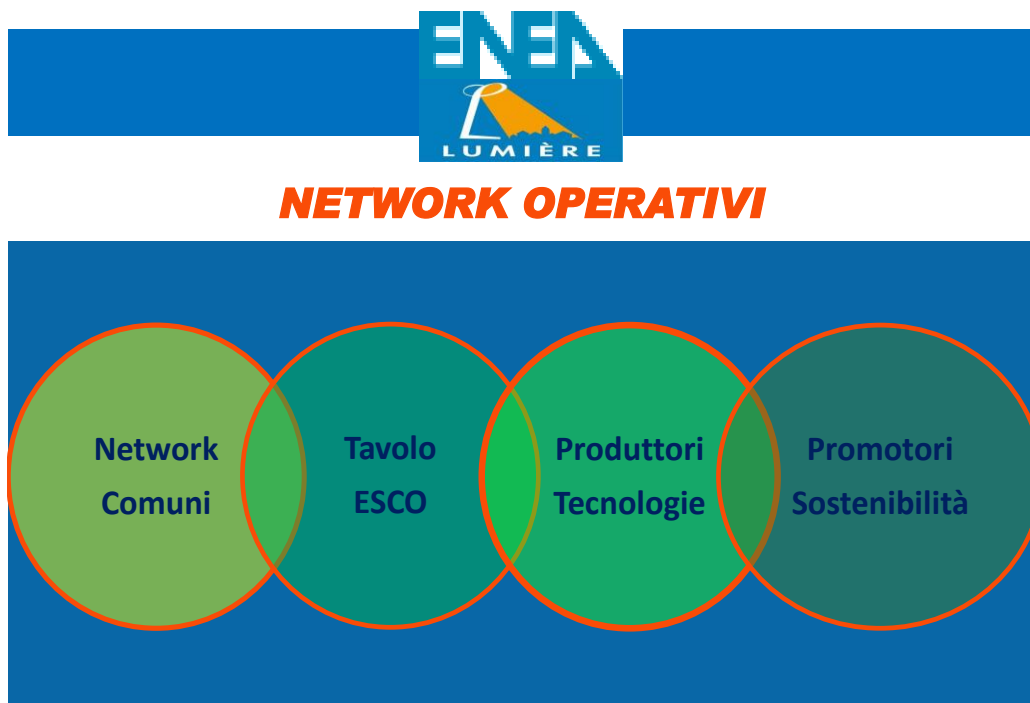 ENEA
LUMIÈRE
NETWORK OPERATIVI
Network
Comuni
Tavolo
ESCO
Produttori
Tecnologie
Promotori
Sostenibilità